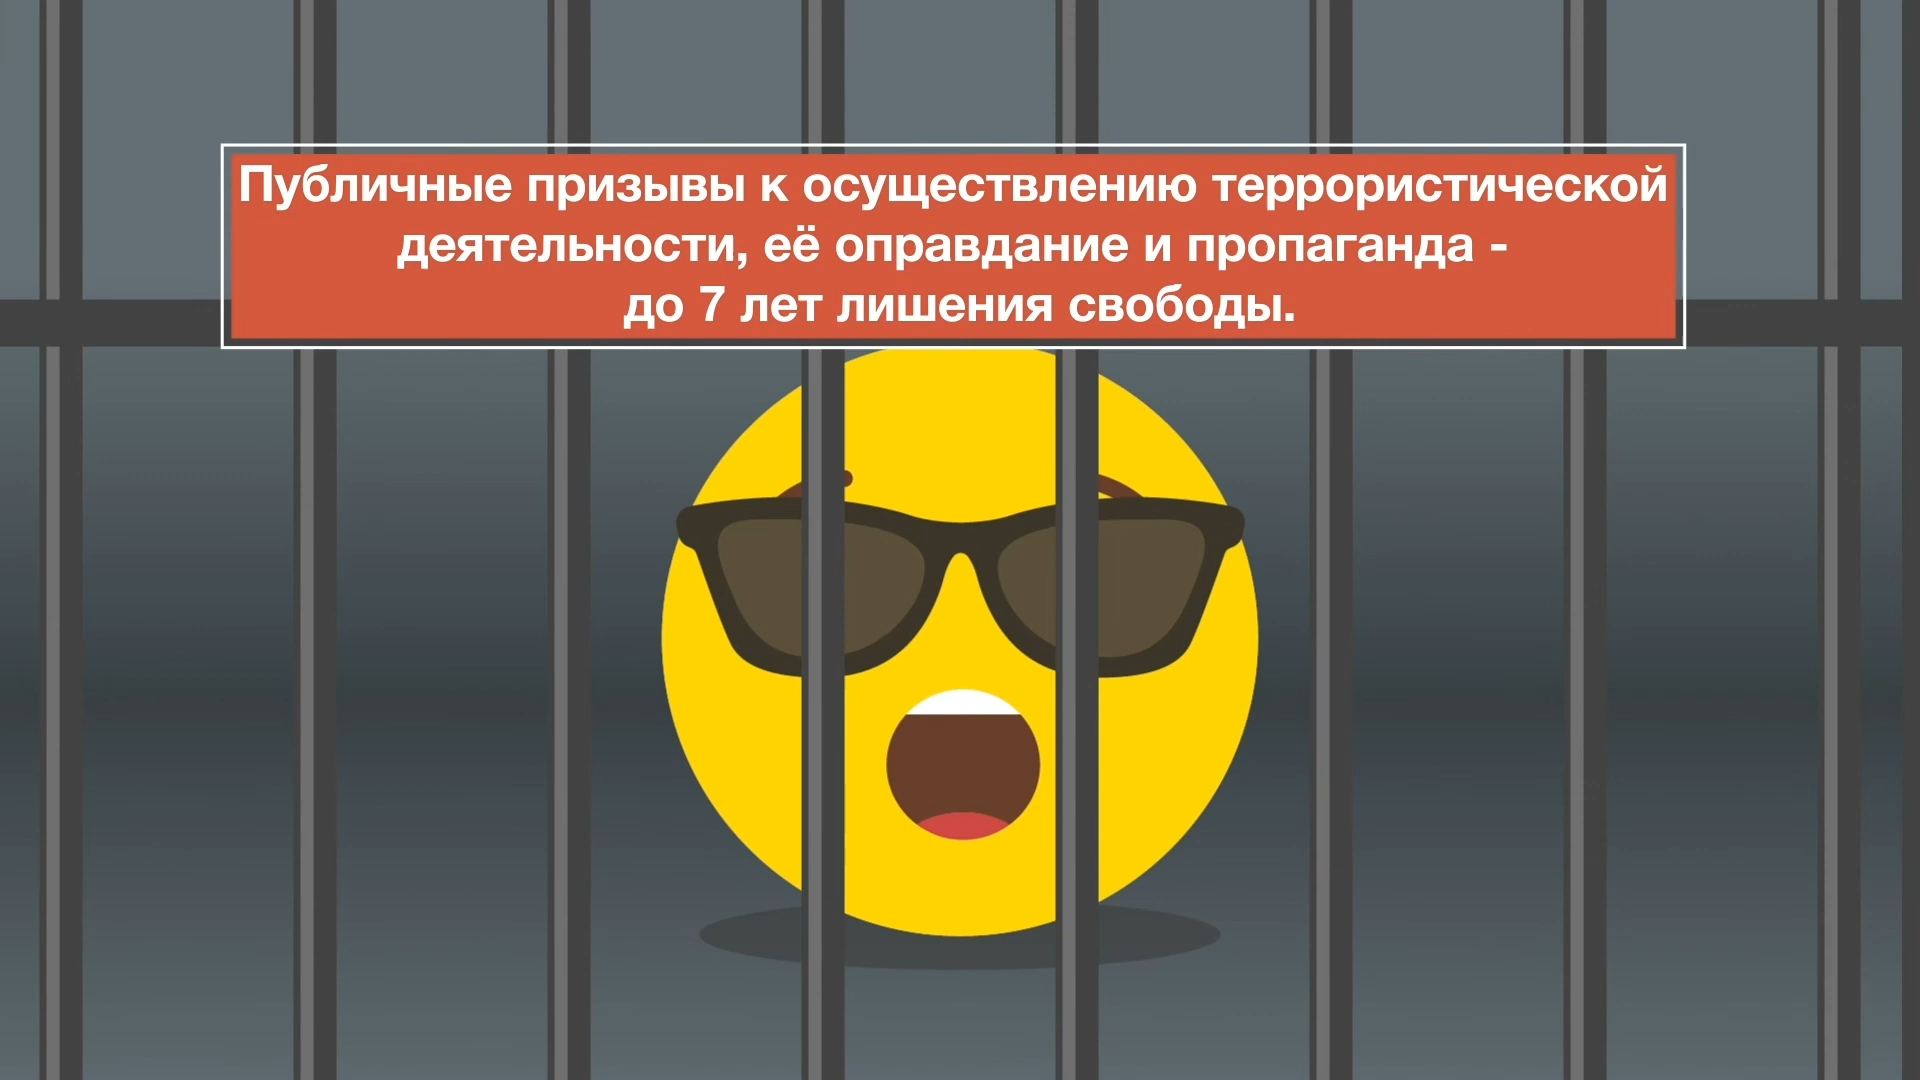 Публичные призывы к осуществлению террористической
деятельности, её оправдание и пропаганда -
до 7 лет лишения свободы.